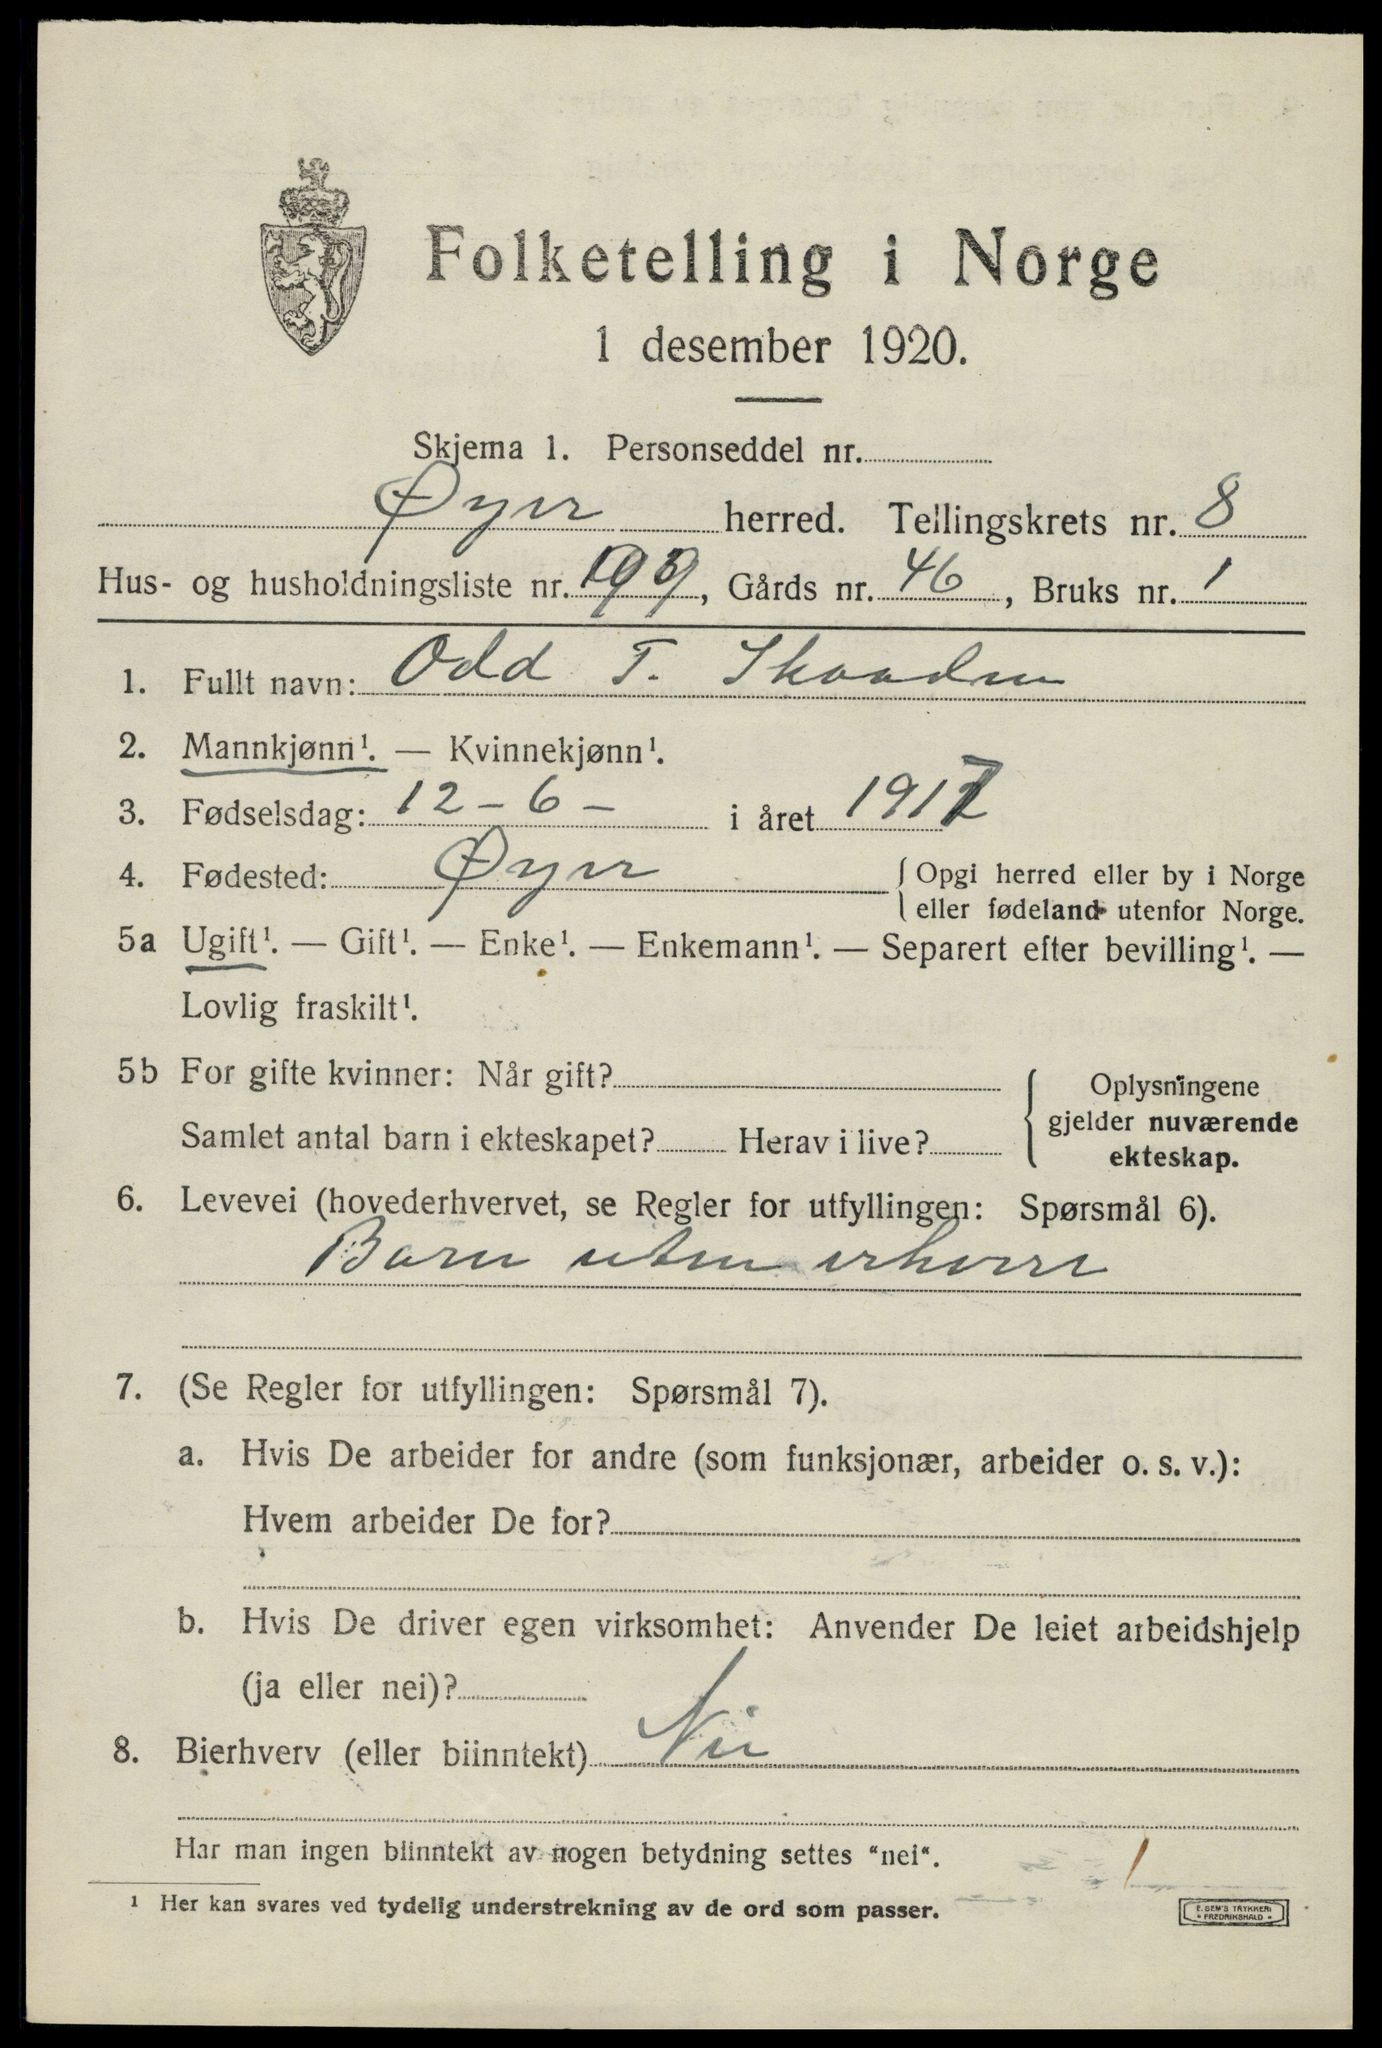 Folketelling i Norge
1 desember 1920.
Skjema 1. Personseddel nr.
Øyer herred. Tellingskrets nr. 8
Hus- og husholdningsliste nr. , Gårds nr. 46, Bruks nr. 1
1. Fullt navn: Odd T. Skaaden
2. Mannkjønn¹. — Kvinnekjønn¹.
3. Fødselsdag: 12 - 6 - i året 1917
4. Fødested: Øyer { Opgi herred eller by i Norge
eller fødeland utenfor Norge.
5a Ugift¹. — Gift¹. — Enke¹. — Enkemann¹. — Separert efter bevilling¹. —
Lovlig fraskilt¹.
5b For gifte kvinner: Når gift? { Oplysningene
gjelder nuværende
Samlet antal barn i ekteskapet? Herav i live?
ekteskap.
6. Levevei (hovederhvervet, se Regler for utfyllingen: Spørsmål 6).
Barn uten erhverv
7. (Se Regler for utfyllingen: Spørsmål 7).
a. Hvis De arbeider for andre (som funksjonær, arbeider o. s. v.):
Hvem arbeider De for?
b. Hvis De driver egen virksomhet: Anvender De leiet arbeidshjelp
(ja eller nei)?
8. Bierhverv (eller biinntekt) Nei
Har man ingen biinntekt av nogen betydning settes "nei".
1
¹ Her kan svares ved tydelig understrekning av de ord som passer.
E. SEM'S TRYKKERI
FREDRIKSHALD